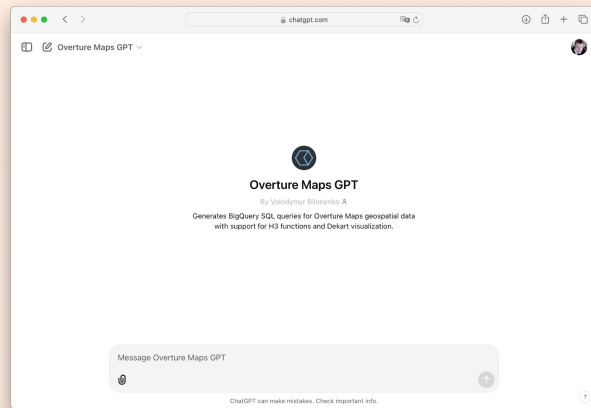 chatgpt.com
Overture Maps GPT
Overture Maps GPT
By Volodymyr Bilonenko
Generates BigQuery SQL queries for Overture Maps geospatial data
with support for H3 functions and Dekart visualization.
Message Overture Maps GPT
ChatGPT can make mistakes. Check important info.
?